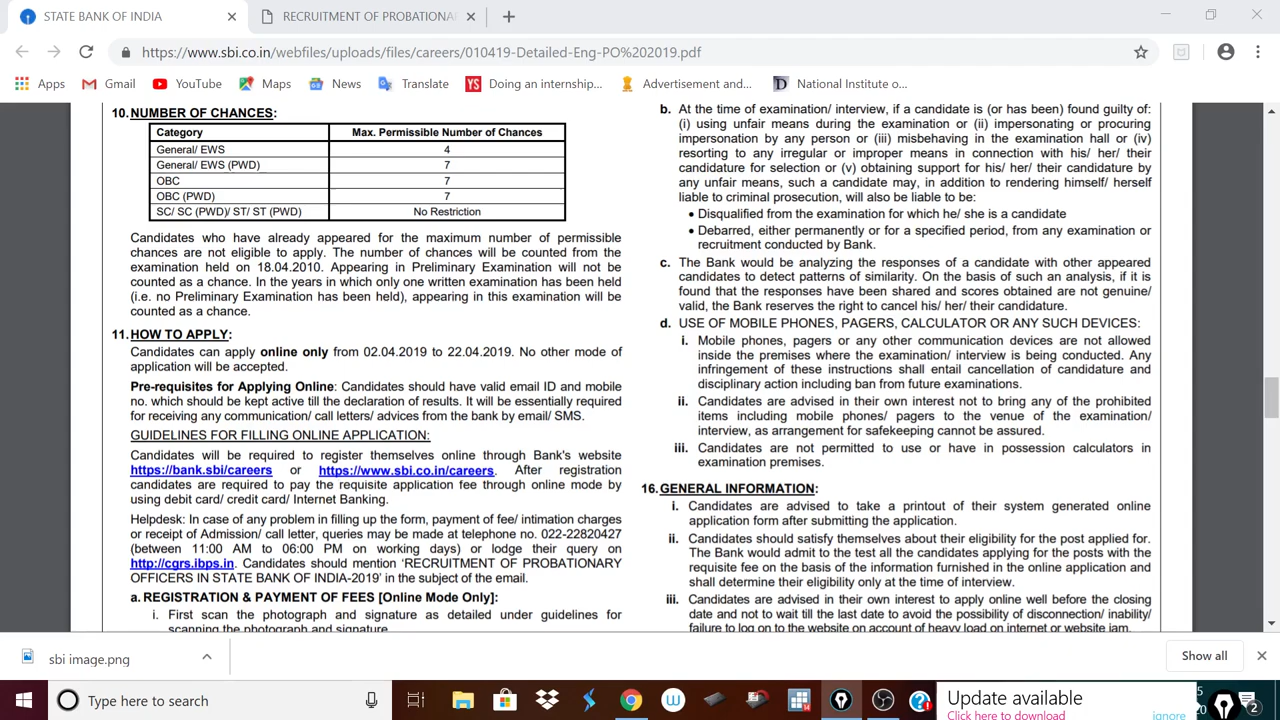 STATE BANK OF INDIA
RECRUITMENT OF PROBATIONA
https://www.sbi.co.in/webfiles/uploads/files/careers/010419-Detailed-Eng-PO%202019.pdf
Apps
Gmail
YouTube
Maps
News
Translate
YS
Doing an internship...
Advertisement and...
D
National Institute o...
10. NUMBER OF CHANCES:
Category Max. Permissible Number of Chances
General/ EWS 4
General/ EWS (PWD) 7
OBC 7
OBC (PWD) 7
SC/ SC (PWD)/ ST/ ST (PWD) No Restriction
Candidates who have already appeared for the maximum number of permissible
chances are not eligible to apply. The number of chances will be counted from the
examination held on 18.04.2010. Appearing in Preliminary Examination will not be
counted as a chance. In the years in which only one written examination has been held
(i.e. no Preliminary Examination has been held), appearing in this examination will be
counted as a chance.
11. HOW TO APPLY:
Candidates can apply online only from 02.04.2019 to 22.04.2019. No other mode of
application will be accepted.
Pre-requisites for Applying Online: Candidates should have valid email ID and mobile
no. which should be kept active till the declaration of results. It will be essentially required
for receiving any communication/ call letters/ advices from the bank by email/ SMS.
GUIDELINES FOR FILLING ONLINE APPLICATION:
Candidates will be required to register themselves online through Bank's website
https://bank.sbi/careers or https://www.sbi.co.in/careers. After registration
candidates are required to pay the requisite application fee through online mode by
using debit card/ credit card/ Internet Banking.
Helpdesk: In case of any problem in filling up the form, payment of fee/ intimation charges
or receipt of Admission/ call letter, queries may be made at telephone no. 022-22820427
(between 11:00 AM to 06:00 PM on working days) or lodge their query on
http://cgrs.ibps.in. Candidates should mention 'RECRUITMENT OF PROBATIONARY
OFFICERS IN STATE BANK OF INDIA-2019' in the subject of the email.
a. REGISTRATION & PAYMENT OF FEES [Online Mode Only]:
i. First scan the photograph and signature as detailed under guidelines for
scanning the photograph and signature.
b. At the time of examination/ interview, if a candidate is (or has been) found guilty of:
(i) using unfair means during the examination or (ii) impersonating or procuring
impersonation by any person or (iii) misbehaving in the examination hall or (iv)
resorting to any irregular or improper means in connection with his/ her/ their
candidature for selection or (v) obtaining support for his/ her/ their candidature by
any unfair means, such a candidate may, in addition to rendering himself/ herself
liable to criminal prosecution, will also be liable to be:
• Disqualified from the examination for which he/ she is a candidate
• Debarred, either permanently or for a specified period, from any examination or
recruitment conducted by Bank.
c. The Bank would be analyzing the responses of a candidate with other appeared
candidates to detect patterns of similarity. On the basis of such an analysis, if it is
found that the responses have been shared and scores obtained are not genuine/
valid, the Bank reserves the right to cancel his/ her/ their candidature.
d. USE OF MOBILE PHONES, PAGERS, CALCULATOR OR ANY SUCH DEVICES:
i. Mobile phones, pagers or any other communication devices are not allowed
inside the premises where the examination/ interview is being conducted. Any
infringement of these instructions shall entail cancellation of candidature and
disciplinary action including ban from future examinations.
ii. Candidates are advised in their own interest not to bring any of the prohibited
items including mobile phones/ pagers to the venue of the examination/
interview, as arrangement for safekeeping cannot be assured.
iii. Candidates are not permitted to use or have in possession calculators in
examination premises.
16. GENERAL INFORMATION:
i. Candidates are advised to take a printout of their system generated online
application form after submitting the application.
ii. Candidates should satisfy themselves about their eligibility for the post applied for.
The Bank would admit to the test all the candidates applying for the posts with the
requisite fee on the basis of the information furnished in the online application and
shall determine their eligibility only at the time of interview.
iii. Candidates are advised in their own interest to apply online well before the closing
date and not to wait till the last date to avoid the possibility of disconnection/ inability/
failure to log on to the website on account of heavy load on internet or website jam.
sbi image.png
Show all
Type here to search
Update available
Click here to download
ignore
5
20
2